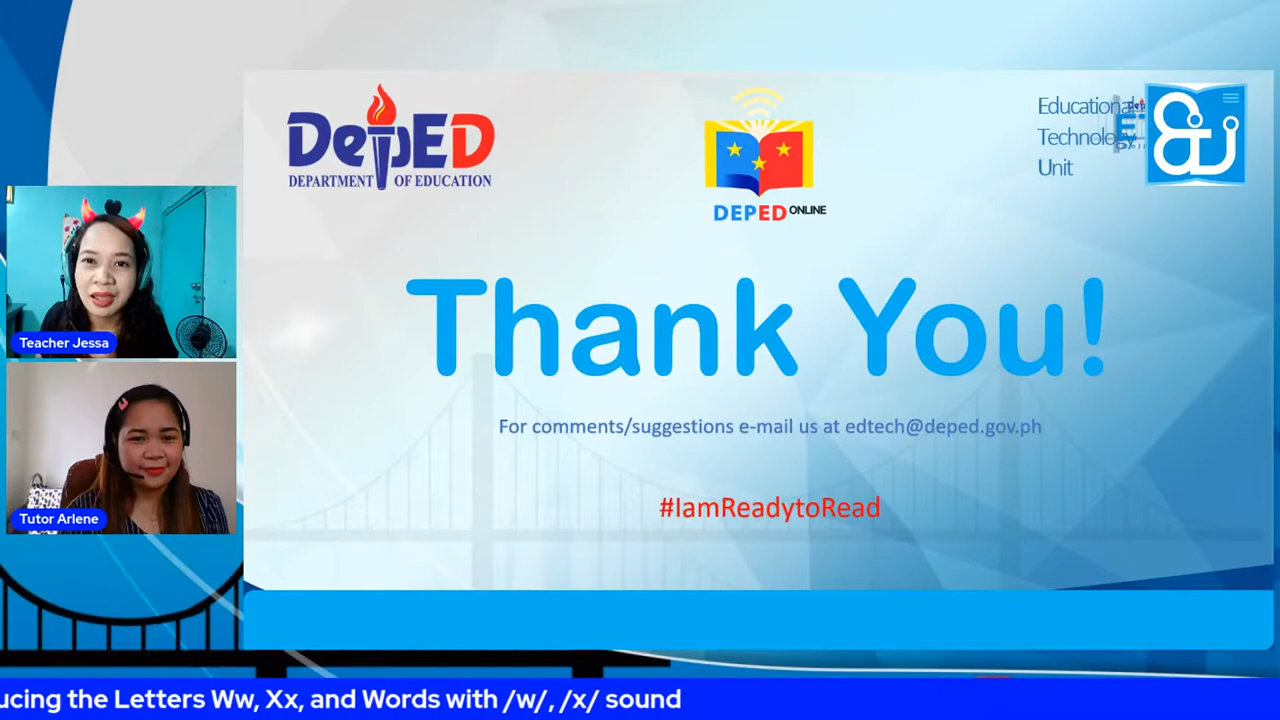 DepED
DEPARTMENT OF EDUCATION
DEPED ONLINE
Educational
Technology
Unit
Thank You!
For comments/suggestions e-mail us at edtech@deped.gov.ph
#IamReadytoRead
Teacher Jessa
Tutor Arlene
ucing the Letters Ww, Xx, and Words with /w/, /x/ sound